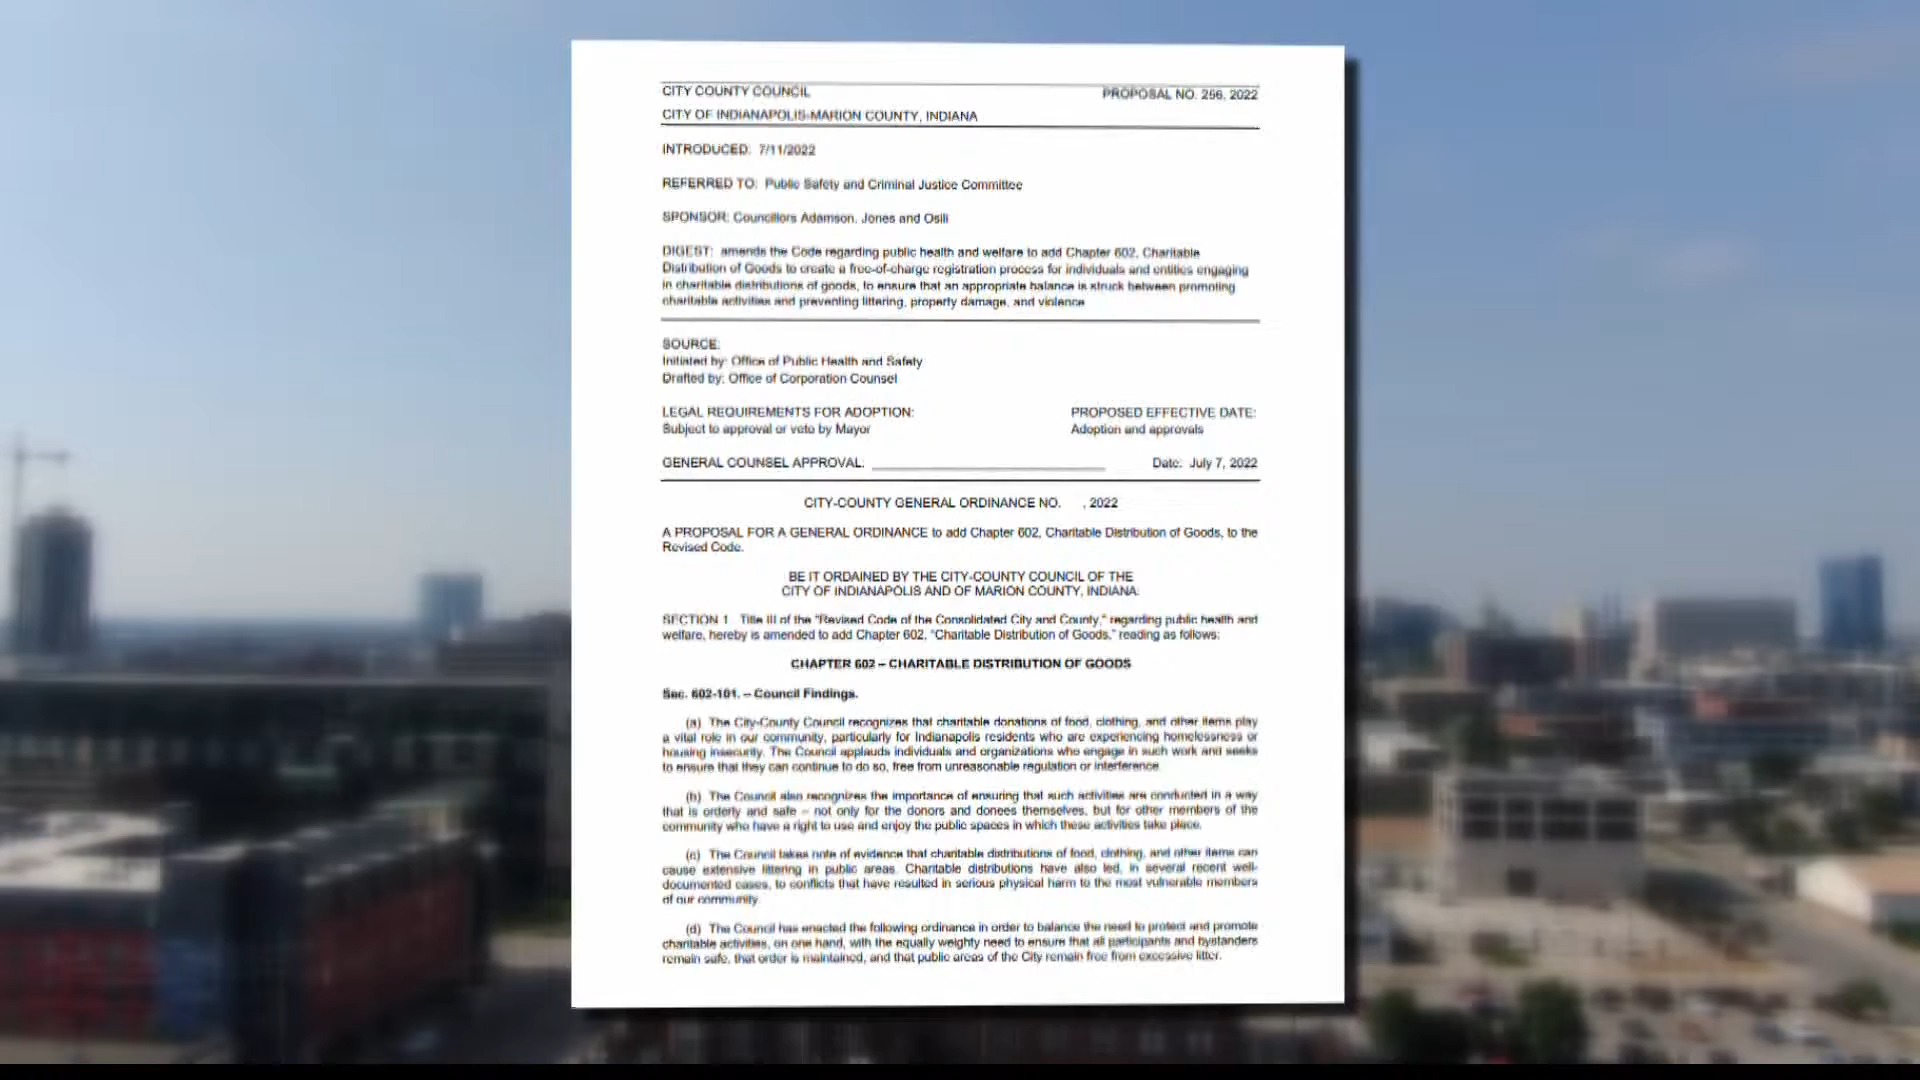 CITY COUNTY COUNCIL PROPOSAL NO. 256, 2022
CITY OF INDIANAPOLIS-MARION COUNTY, INDIANA
INTRODUCED: 7/11/2022
REFERRED TO: Public Safety and Criminal Justice Committee
SPONSOR: Councillors Adamson, Jones and Osili
DIGEST: amends the Code regarding public health and welfare to add Chapter 602, Charitable
Distribution of Goods to create a free-of-charge registration process for individuals and entities engaging
in charitable distributions of goods, to ensure that an appropriate balance is struck between promoting
charitable activities and preventing littering, property damage, and violence
SOURCE:
Initiated by: Office of Public Health and Safety
Drafted by: Office of Corporation Counsel
LEGAL REQUIREMENTS FOR ADOPTION: PROPOSED EFFECTIVE DATE:
Subject to approval or veto by Mayor Adoption and approvals
GENERAL COUNSEL APPROVAL: Date: July 7, 2022
CITY-COUNTY GENERAL ORDINANCE NO. , 2022
A PROPOSAL FOR A GENERAL ORDINANCE to add Chapter 602, Charitable Distribution of Goods, to the
Revised Code.
BE IT ORDAINED BY THE CITY-COUNTY COUNCIL OF THE
CITY OF INDIANAPOLIS AND OF MARION COUNTY, INDIANA:
SECTION 1. Title III of the "Revised Code of the Consolidated City and County," regarding public health and
welfare, hereby is amended to add Chapter 602, "Charitable Distribution of Goods," reading as follows:
CHAPTER 602 – CHARITABLE DISTRIBUTION OF GOODS
Sec. 602-101. – Council Findings.
(a) The City-County Council recognizes that charitable donations of food, clothing, and other items play
a vital role in our community, particularly for Indianapolis residents who are experiencing homelessness or
housing insecurity. The Council applauds individuals and organizations who engage in such work and seeks
to ensure that they can continue to do so, free from unreasonable regulation or interference.
(b) The Council also recognizes the importance of ensuring that such activities are conducted in a way
that is orderly and safe – not only for the donors and donees themselves, but for other members of the
community who have a right to use and enjoy the public spaces in which these activities take place.
(c) The Council takes note of evidence that charitable distributions of food, clothing, and other items can
cause extensive littering in public areas. Charitable distributions have also led, in several recent well-
documented cases, to conflicts that have resulted in serious physical harm to the most vulnerable members
of our community.
(d) The Council has enacted the following ordinance in order to balance the need to protect and promote
charitable activities, on one hand, with the equally weighty need to ensure that all participants and bystanders
remain safe, that order is maintained, and that public areas of the City remain free from excessive litter.